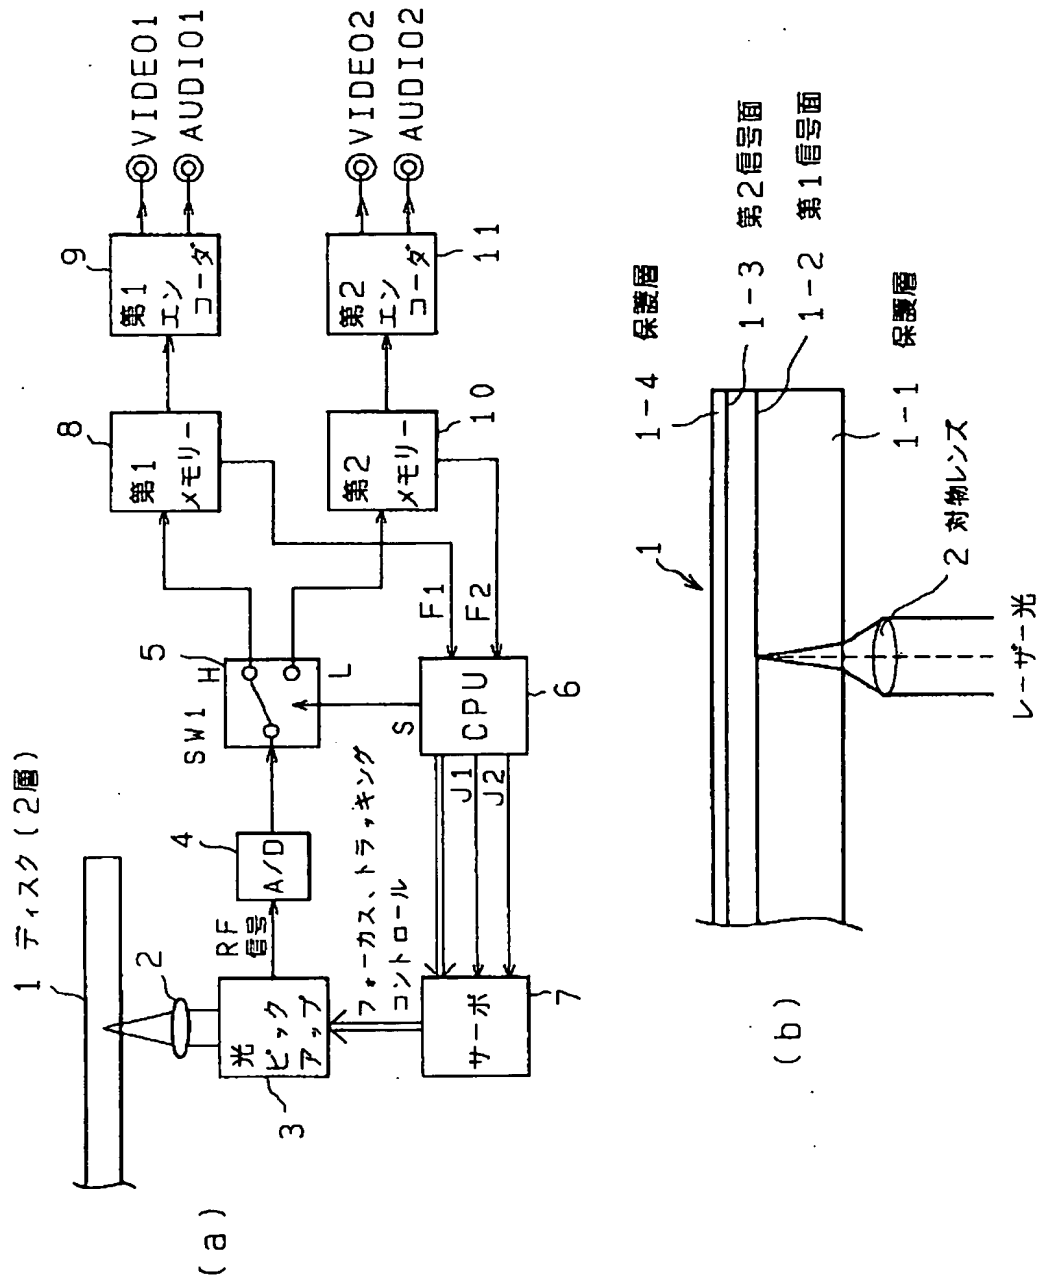 (a)
1 ディスク(2層)
2
光
ピック
アップ
3
RF
信号
4
A/D
SW1
5
H
L
S
8
第1
メモリー
9
第1
エン
コーダ
VIDEO1
AUDIO1
10
第2
メモリー
11
第2
エン
コーダ
VIDEO2
AUDIO2
フォーカス、トラッキング
コントロール
サーボ
7
J1
J2
CPU
6
F1
F2
(b)
1
1-4 保護層
1-3 第2信号面
1-2 第1信号面
1-1 保護層
2 対物レンズ
レーザー光